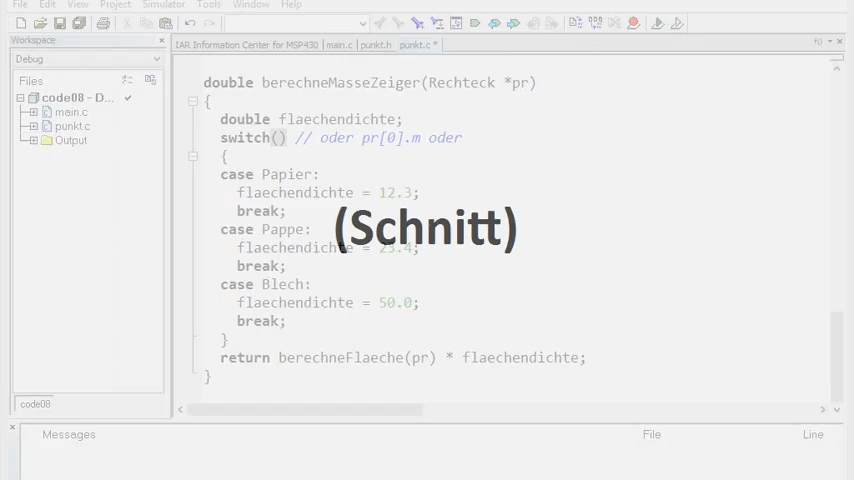 File Edit View Project Simulator Tools Window Help
Workspace
IAR Information Center for MSP430 main.c punkt.h punkt.c *
f()
Debug
Files
code08 - D...
main.c
punkt.c
Output
code08
double berechneMasseZeiger(Rechteck *pr)
{
double flaechendichte;
switch() // oder pr[0].m oder
{
case Papier:
flaechendichte = 12.3;
break;
case Pappe:
flaechendichte = 23.4;
break;
case Blech:
flaechendichte = 50.0;
break;
}
return berechneFlaeche(pr) * flaechendichte;
}
(Schnitt)
Messages File Line